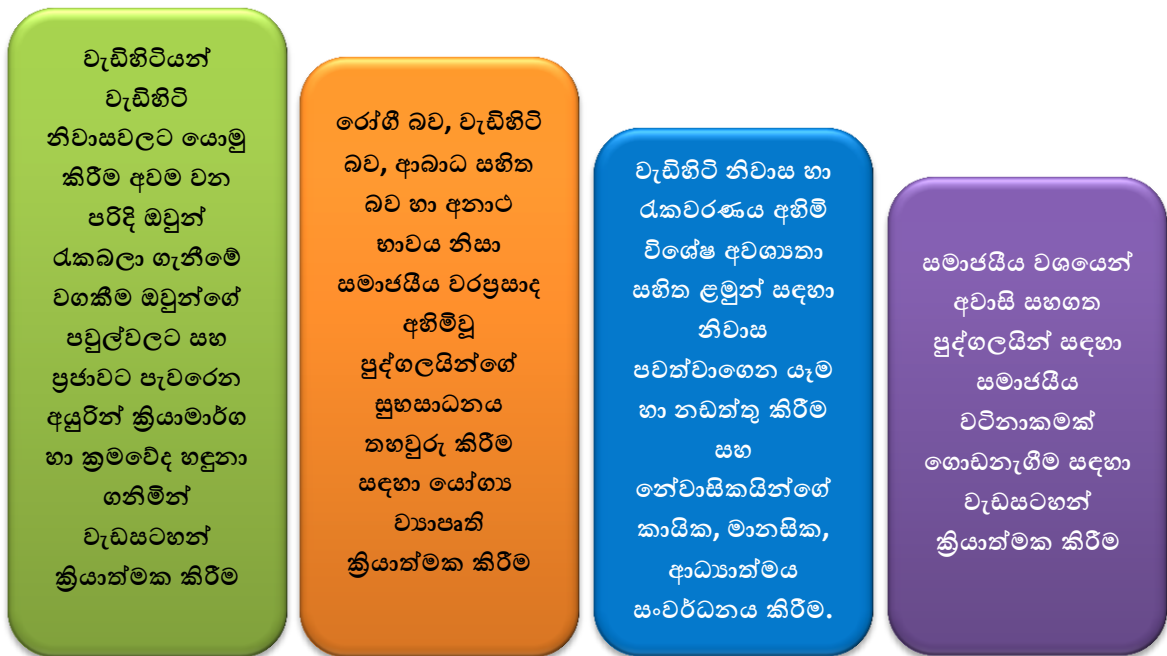 වැඩිහිටියන්
වැඩිහිටි
නිවාසවලට යොමු
කිරීම අවම වන
පරිදි ඔවුන්
රැකබලා ගැනීමේ
වගකීම ඔවුන්ගේ
පවුල්වලට සහ
ප්‍රජාවට පැවරෙන
අයුරින් ක්‍රියාමාර්ග
හා ක්‍රමවේද හඳුනා
ගනිමින්
වැඩසටහන්
ක්‍රියාත්මක කිරීම
රෝගී බව, වැඩිහිටි
බව, ආබාධ සහිත
බව හා අනාථ
භාවය නිසා
සමාජයීය වරප්‍රසාද
අහිමිවූ
පුද්ගලයින්ගේ
සුභසාධනය
තහවුරු කිරීම
සඳහා යෝග්‍ය
ව්‍යාපෘති
ක්‍රියාත්මක කිරීම
වැඩිහිටි නිවාස හා
රැකවරණය අහිමි
විශේෂ අවශ්‍යතා
සහිත ළමුන් සඳහා
නිවාස
පවත්වාගෙන යෑම
හා නඩත්තු කිරීම
සහ
නේවාසිකයින්ගේ
කායික, මානසික,
ආධ්‍යාත්මය
සංවර්ධනය කිරීම.
සමාජයීය වශයෙන්
අවාසි සහගත
පුද්ගලයින් සඳහා
සමාජයීය
වටිනාකමක්
ගොඩනැගීම සඳහා
වැඩසටහන්
ක්‍රියාත්මක කිරීම